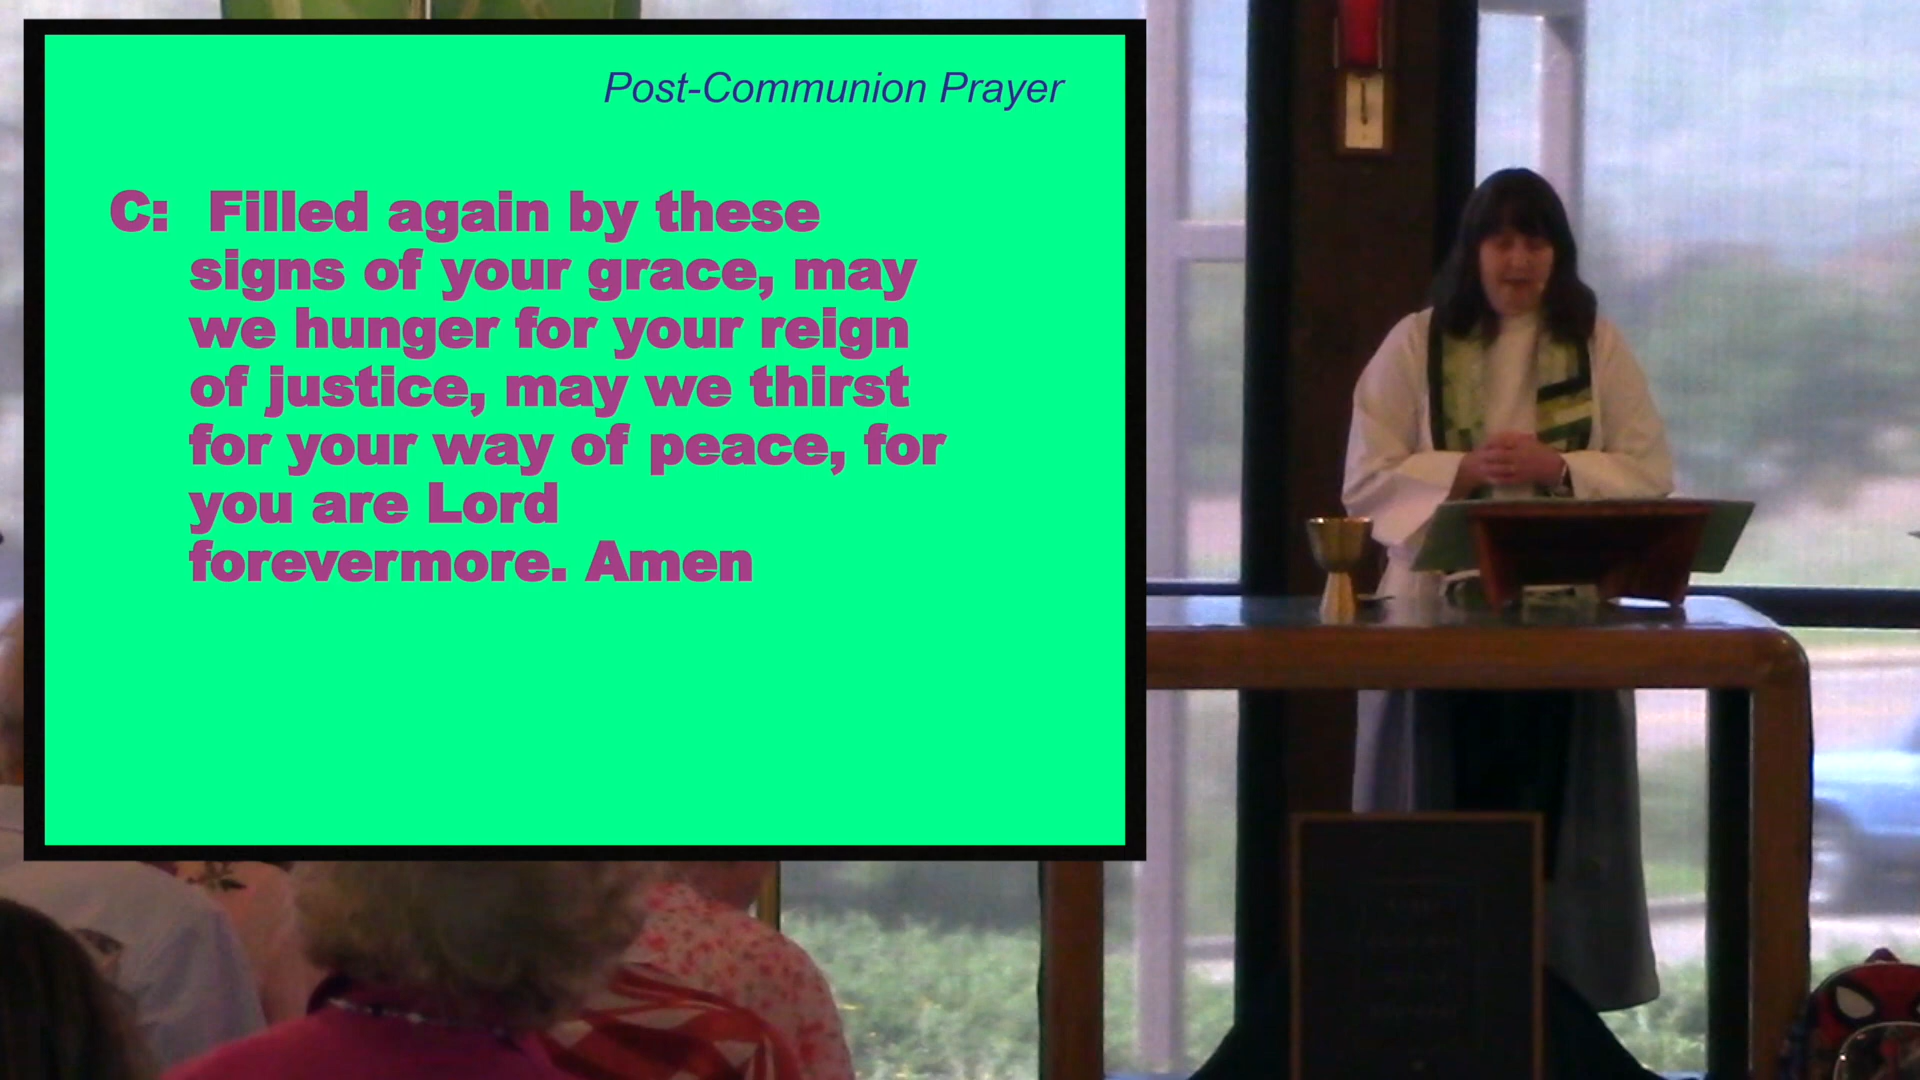 Post-Communion Prayer
C: Filled again by these
signs of your grace, may
we hunger for your reign
of justice, may we thirst
for your way of peace, for
you are Lord
forevermore. Amen